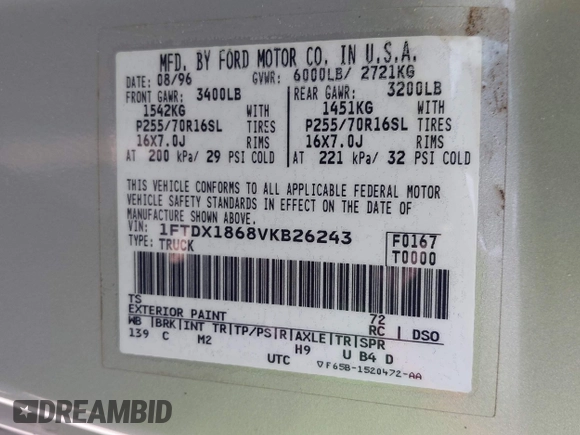 MFD. BY FORD MOTOR CO. IN U.S.A.
DATE: 08/96 GVWR: 6000LB/ 2721KG
FRONT GAWR: 3400LB REAR GAWR: 3200LB
1542KG WITH 1451KG WITH
P255/70R16SL TIRES P255/70R16SL TIRES
16X7.0J RIMS 16X7.0J RIMS
AT 200 kPa/ 29 PSI COLD AT 221 kPa/ 32 PSI COLD
THIS VEHICLE CONFORMS TO ALL APPLICABLE FEDERAL MOTOR
VEHICLE SAFETY STANDARDS IN EFFECT ON THE DATE OF
MANUFACTURE SHOWN ABOVE.
VIN: 1FTDX1868VKB26243 F0167
TYPE: TRUCK T0000
TS
EXTERIOR PAINT 72 RC DSO
WB |BRK|INT TR|TP/PS|R|AXLE|TR|SPR
139 C M2 H9 U B4 D
UTC ▽F65B-1520472-AA
DREAMBID